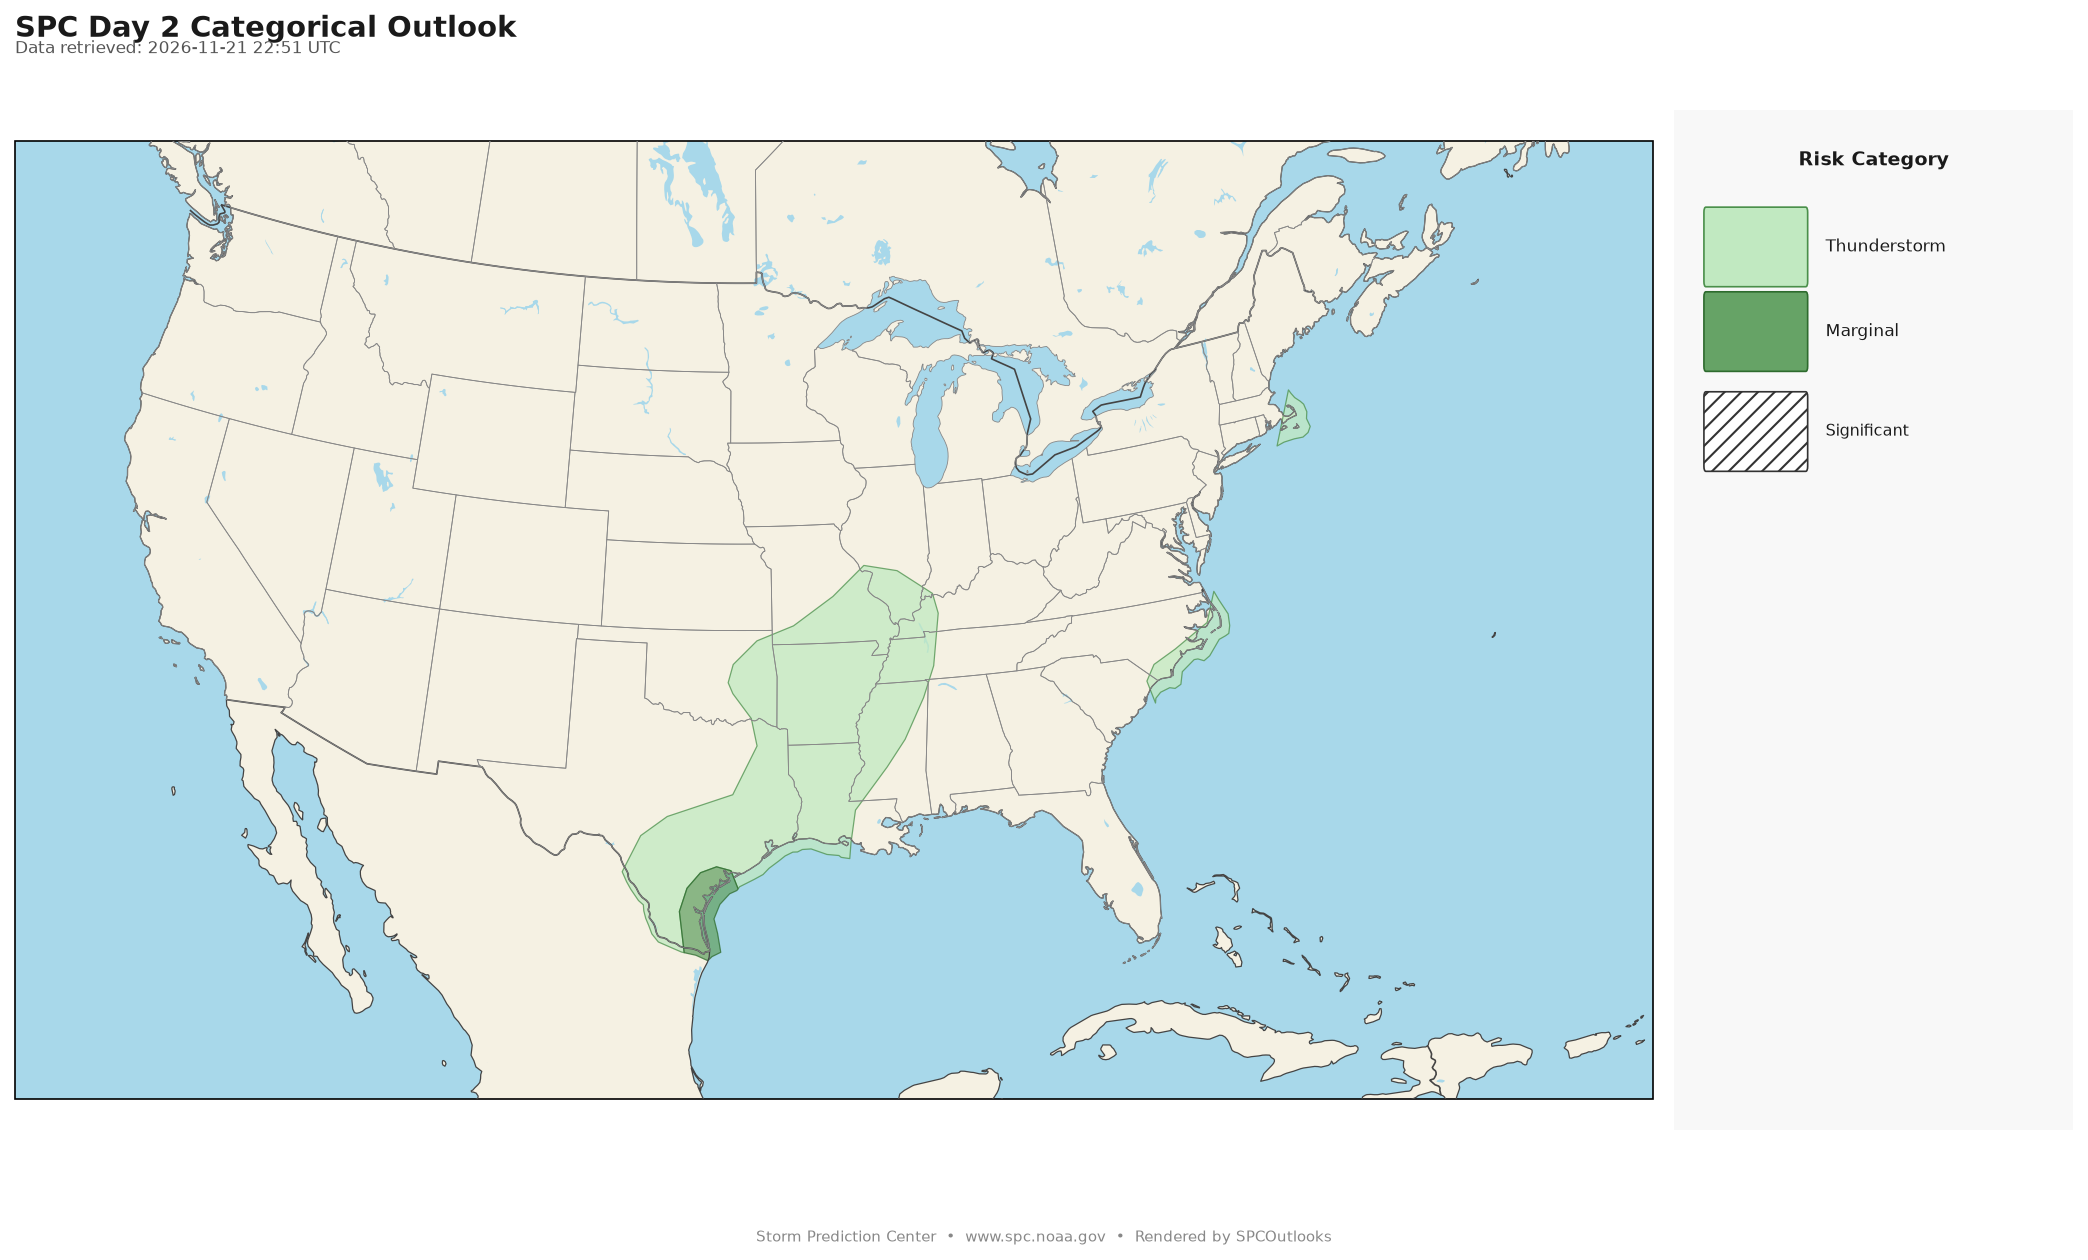 SPC Day 2 Categorical Outlook
Data retrieved: 2026-11-21 22:51 UTC
Risk Category
Thunderstorm
Marginal
Significant
Storm Prediction Center • www.spc.noaa.gov • Rendered by SPCOutlooks